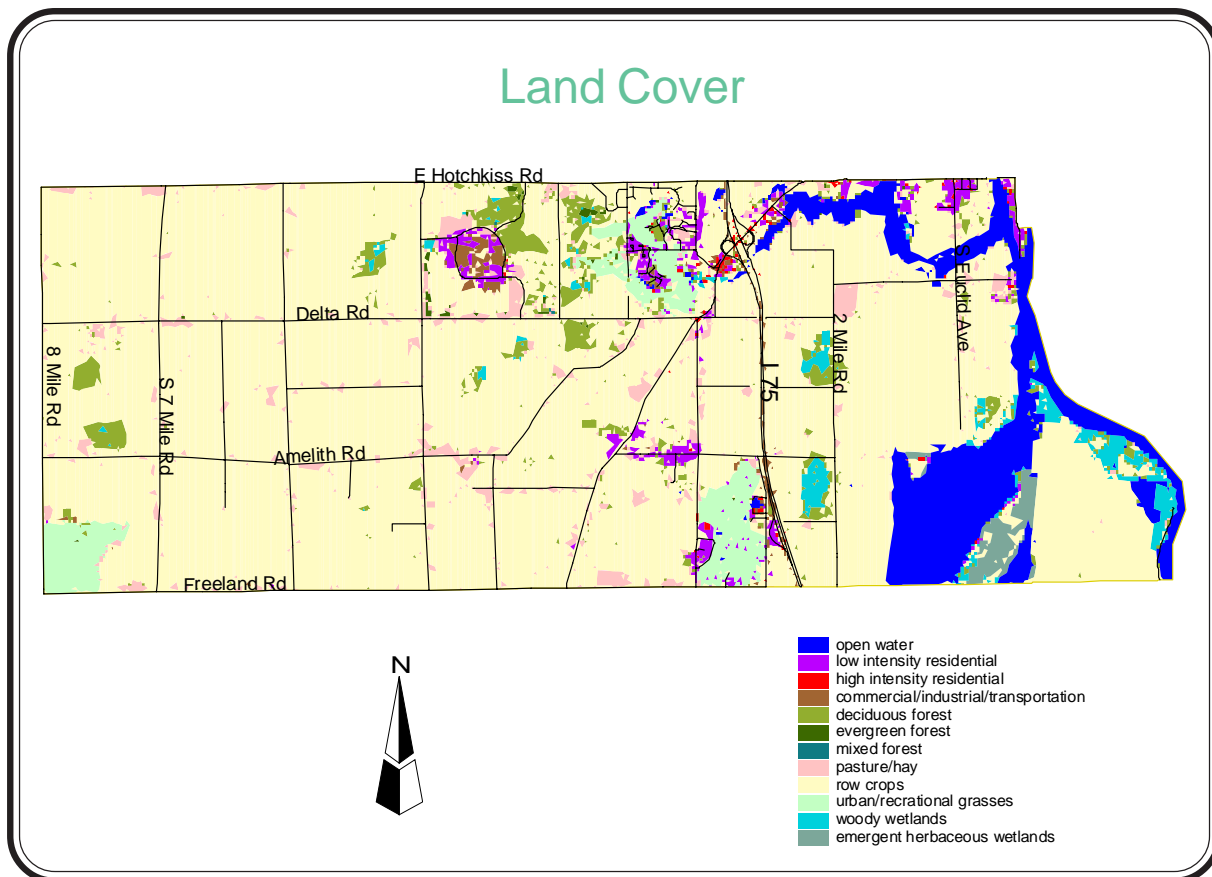 Land Cover
E Hotchkiss Rd
S Euclid Ave
Delta Rd
2 Mile Rd
8 Mile Rd
I 75
S 7 Mile Rd
Amelith Rd
Freeland Rd
N
open water
low intensity residential
high intensity residential
commercial/industrial/transportation
deciduous forest
evergreen forest
mixed forest
pasture/hay
row crops
urban/recrational grasses
woody wetlands
emergent herbaceous wetlands